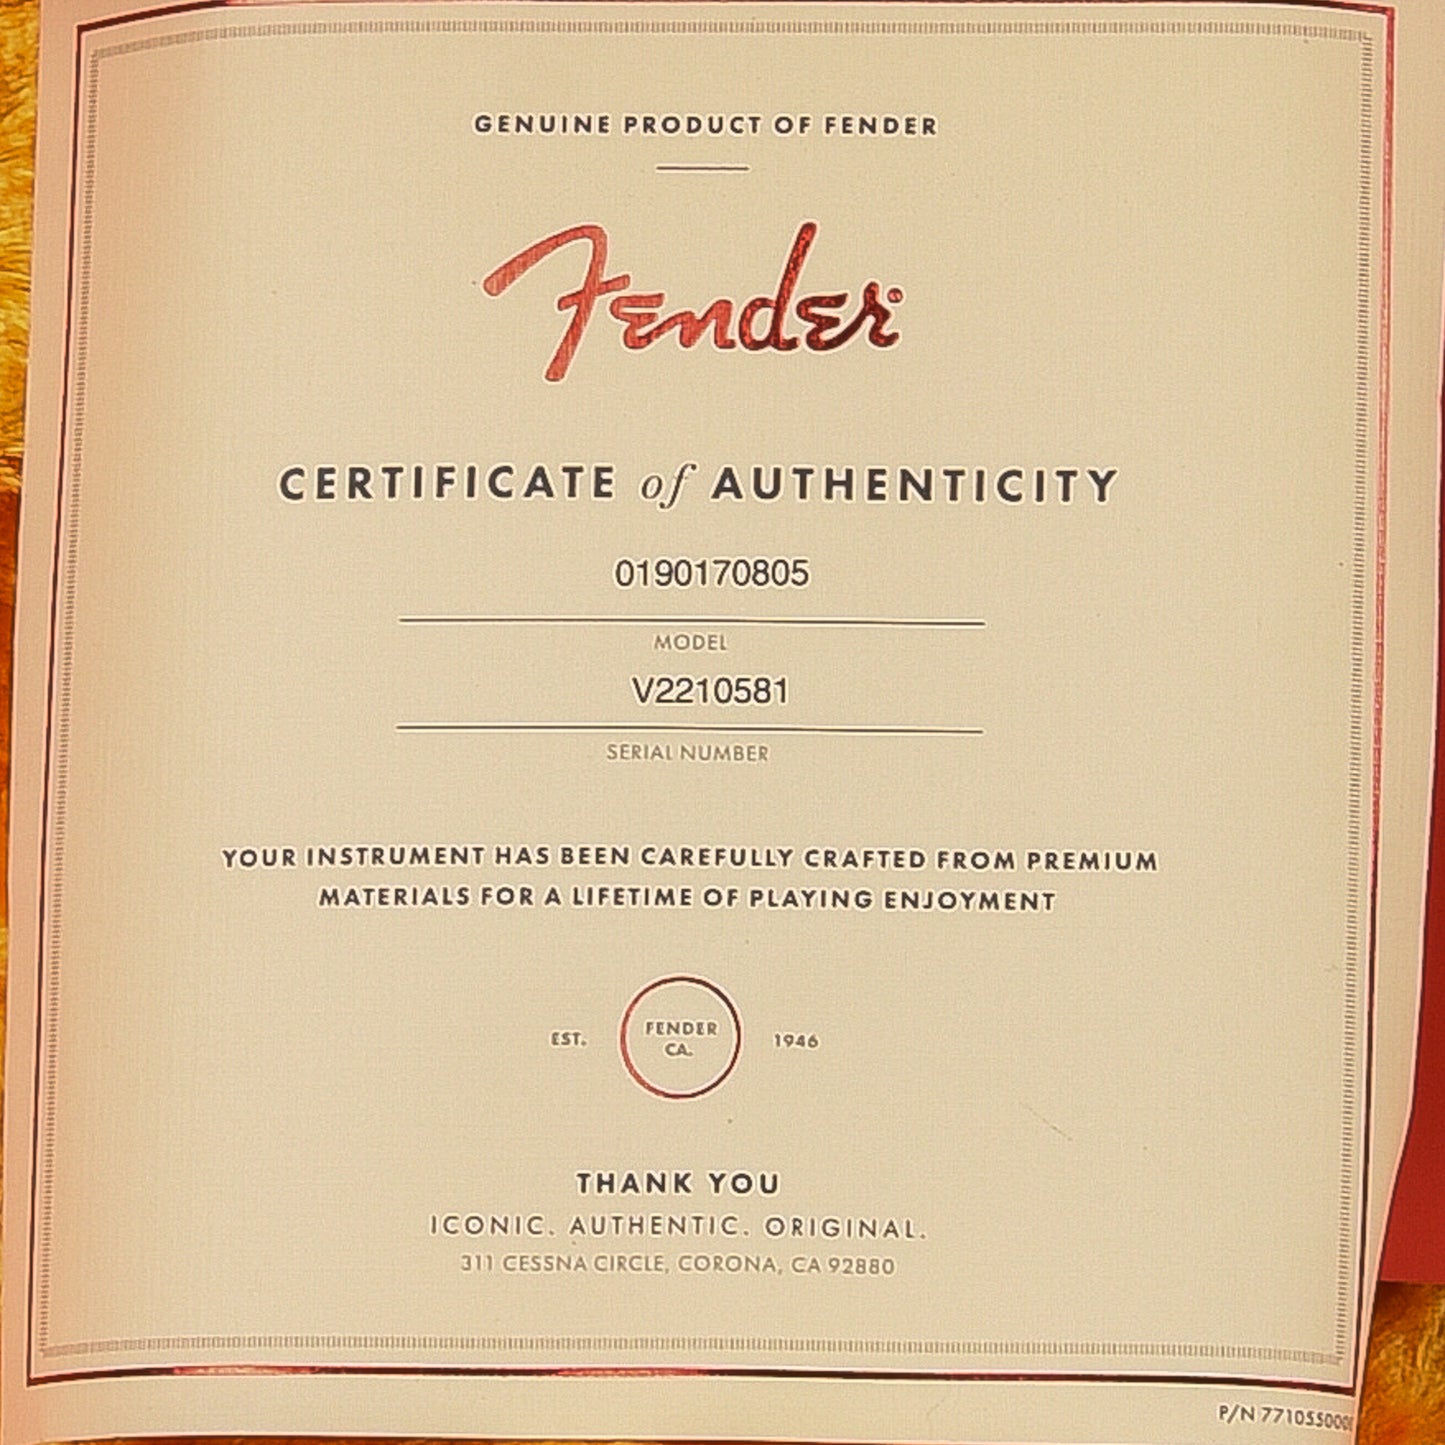 GENUINE PRODUCT OF FENDER
Fender
CERTIFICATE of AUTHENTICITY
0190170805
MODEL
V2210581
SERIAL NUMBER
YOUR INSTRUMENT HAS BEEN CAREFULLY CRAFTED FROM PREMIUM
MATERIALS FOR A LIFETIME OF PLAYING ENJOYMENT
EST. FENDER 1946
CA.
THANK YOU
ICONIC. AUTHENTIC. ORIGINAL.
311 CESSNA CIRCLE, CORONA, CA 92880
P/N